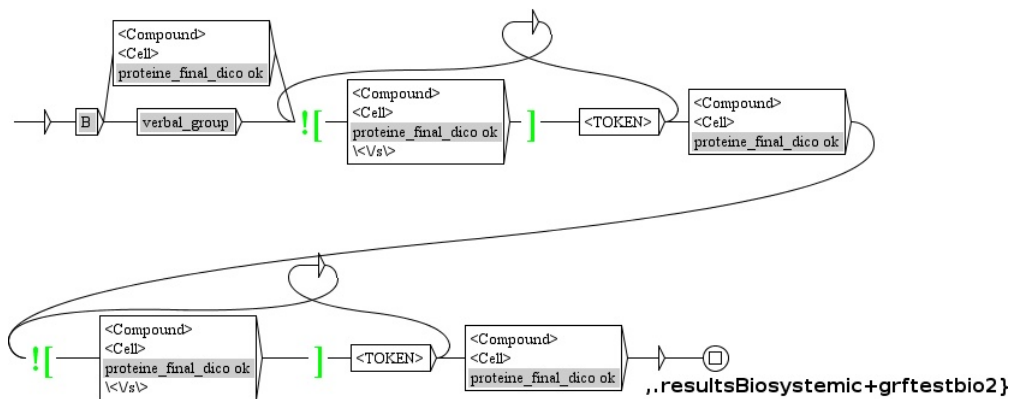 <Compound>
<Cell>
proteine_final_dico ok
B
verbal_group
![
<Compound>
<Cell>
proteine_final_dico ok
\<\/s\>
]
<TOKEN>
<Compound>
<Cell>
proteine_final_dico ok
![
<Compound>
<Cell>
proteine_final_dico ok
\<\/s\>
]
<TOKEN>
<Compound>
<Cell>
proteine_final_dico ok
,.resultsBiosystemic+grftestbio2}